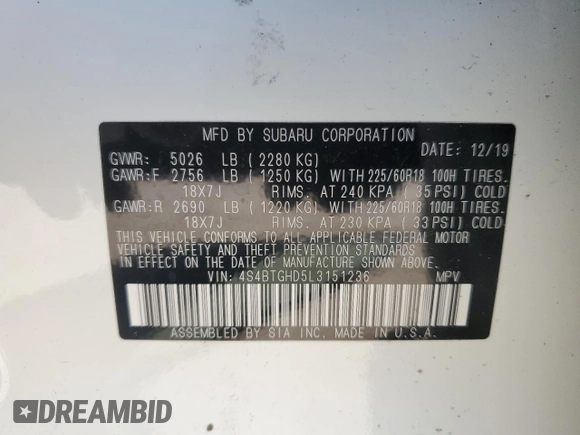 MFD BY SUBARU CORPORATION
DATE: 12/19
GVWR: 5026 LB ( 2280 KG)
GAWR:F 2756 LB ( 1250 KG) WITH 225/60R18 100H TIRES.
18X7J RIMS. AT 240 KPA ( 35 PSI) COLD
GAWR:R 2690 LB ( 1220 KG) WITH 225/60R18 100H TIRES.
18X7J RIMS. AT 230 KPA ( 33 PSI) COLD
THIS VEHICLE CONFORMS TO ALL APPLICABLE FEDERAL MOTOR
VEHICLE SAFETY AND THEFT PREVENTION STANDARDS
IN EFFECT ON THE DATE OF MANUFACTURE SHOWN ABOVE.
VIN: 4S4BTGHD5L3151236 MPV
ASSEMBLED BY SIA INC. MADE IN U.S.A.
DREAMBID